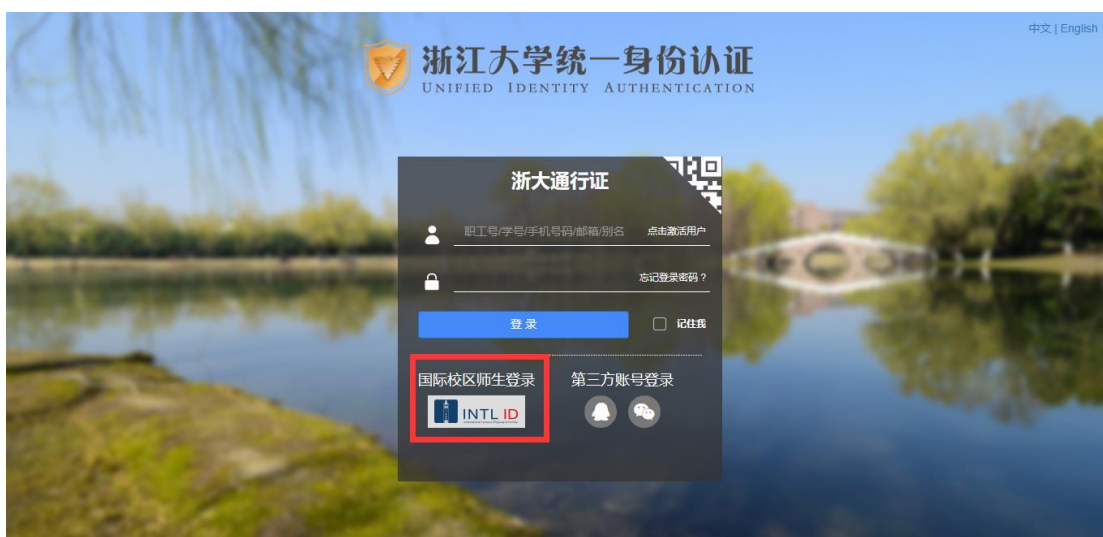 中文 | English
浙江大学统一身份认证
UNIFIED IDENTITY AUTHENTICATION
浙大通行证
职工号/学号/手机号码/邮箱/别名 点击激活用户
忘记登录密码？
登 录 记住我
国际校区师生登录 第三方账号登录
INTL ID